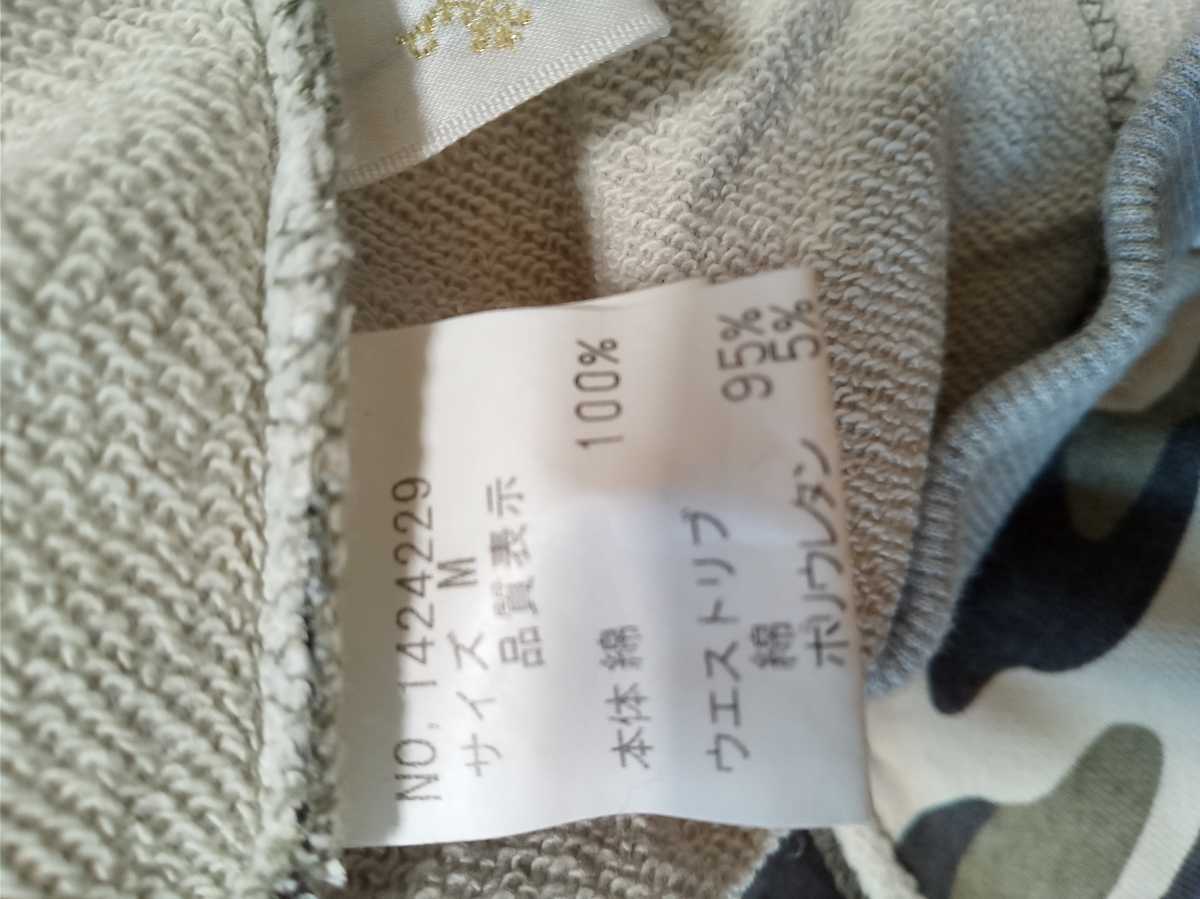 NO,1424229
サイズ M
品質表示
本体 綿 100%
ウエストリブ
綿 95%
ポリウレタン 5%